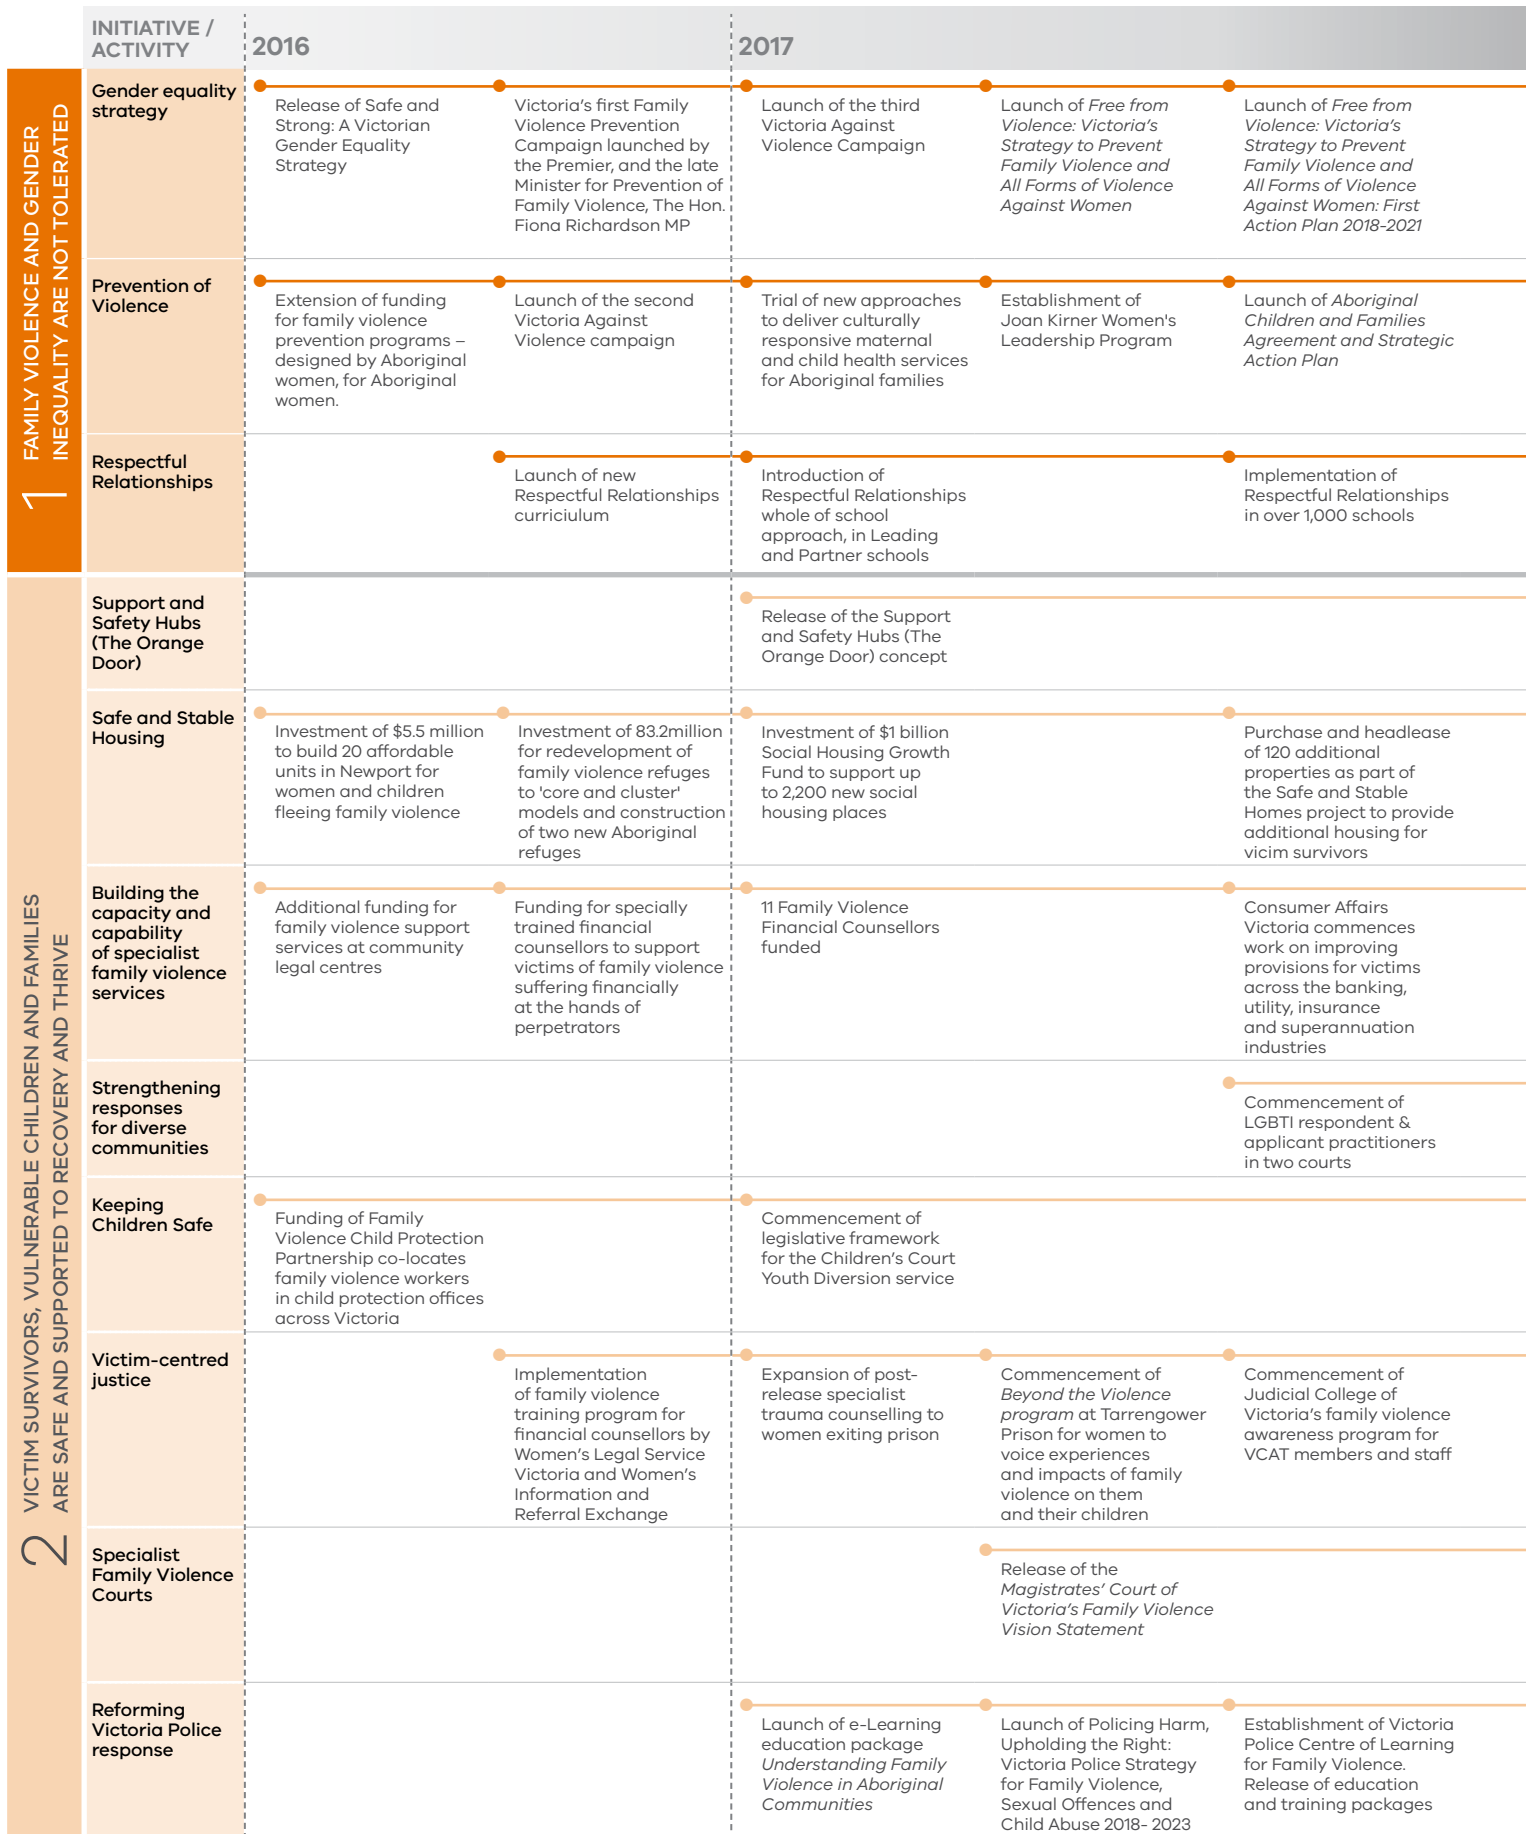 INITIATIVE /
ACTIVITY
2016
2017
1 FAMILY VIOLENCE AND GENDER
INEQUALITY ARE NOT TOLERATED
Gender equality
strategy
Release of Safe and
Strong: A Victorian
Gender Equality
Strategy
Victoria's first Family
Violence Prevention
Campaign launched by
the Premier, and the late
Minister for Prevention of
Family Violence, The Hon.
Fiona Richardson MP
Launch of the third
Victoria Against
Violence Campaign
Launch of Free from
Violence: Victoria's
Strategy to Prevent
Family Violence and
All Forms of Violence
Against Women
Launch of Free from
Violence: Victoria's
Strategy to Prevent
Family Violence and
All Forms of Violence
Against Women: First
Action Plan 2018-2021
Prevention of
Violence
Extension of funding
for family violence
prevention programs –
designed by Aboriginal
women, for Aboriginal
women.
Launch of the second
Victoria Against
Violence campaign
Trial of new approaches
to deliver culturally
responsive maternal
and child health services
for Aboriginal families
Establishment of
Joan Kirner Women's
Leadership Program
Launch of Aboriginal
Children and Families
Agreement and Strategic
Action Plan
Respectful
Relationships
Launch of new
Respectful Relationships
curiciulum
Introduction of
Respectful Relationships
whole of school
approach, in Leading
and Partner schools
Implementation of
Respectful Relationships
in over 1,000 schools
2 VICTIM SURVIVORS, VULNERABLE CHILDREN AND FAMILIES
ARE SAFE AND SUPPORTED TO RECOVERY AND THRIVE
Support and
Safety Hubs
(The Orange
Door)
Release of the Support
and Safety Hubs (The
Orange Door) concept
Safe and Stable
Housing
Investment of $5.5 million
to build 20 affordable
units in Newport for
women and children
fleeing family violence
Investment of 83.2million
for redevelopment of
family violence refuges
to 'core and cluster'
models and construction
of two new Aboriginal
refuges
Investment of $1 billion
Social Housing Growth
Fund to support up
to 2,200 new social
housing places
Purchase and headlease
of 120 additional
properties as part of
the Safe and Stable
Homes project to provide
additional housing for
vicim survivors
Building the
capacity and
capability
of specialist
family violence
services
Additional funding for
family violence support
services at community
legal centres
Funding for specially
trained financial
counsellors to support
victims of family violence
suffering financially
at the hands of
perpetrators
11 Family Violence
Financial Counsellors
funded
Consumer Affairs
Victoria commences
work on improving
provisions for victims
across the banking,
utility, insurance
and superannuation
industries
Strengthening
responses
for diverse
communities
Commencement of
LGBTI respondent &
applicant practitioners
in two courts
Keeping
Children Safe
Funding of Family
Violence Child Protection
Partnership co-locates
family violence workers
in child protection offices
across Victoria
Commencement of
legislative framework
for the Children's Court
Youth Diversion service
Victim-centred
justice
Implementation
of family violence
training program for
financial counsellors by
Women's Legal Service
Victoria and Women's
Information and
Referral Exchange
Expansion of post-
release specialist
trauma counselling to
women exiting prison
Commencement of
Beyond the Violence
program at Tarrengower
Prison for women to
voice experiences
and impacts of family
violence on them
and their children
Commencement of
Judicial College of
Victoria's family violence
awareness program for
VCAT members and staff
Specialist
Family Violence
Courts
Release of the
Magistrates' Court of
Victoria's Family Violence
Vision Statement
Reforming
Victoria Police
response
Launch of e-Learning
education package
Understanding Family
Violence in Aboriginal
Communities
Launch of Policing Harm,
Upholding the Right:
Victoria Police Strategy
for Family Violence,
Sexual Offences and
Child Abuse 2018- 2023
Establishment of Victoria
Police Centre of Learning
for Family Violence.
Release of education
and training packages